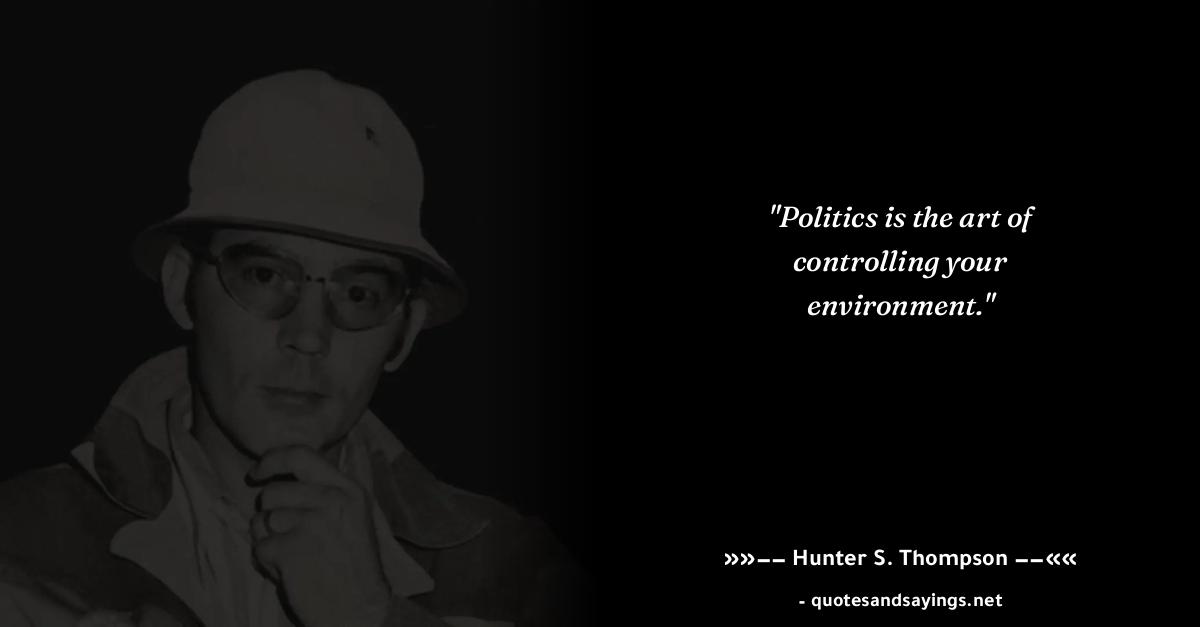 "Politics is the art of
controlling your
environment."
»»–– Hunter S. Thompson ––««
- quotesandsayings.net